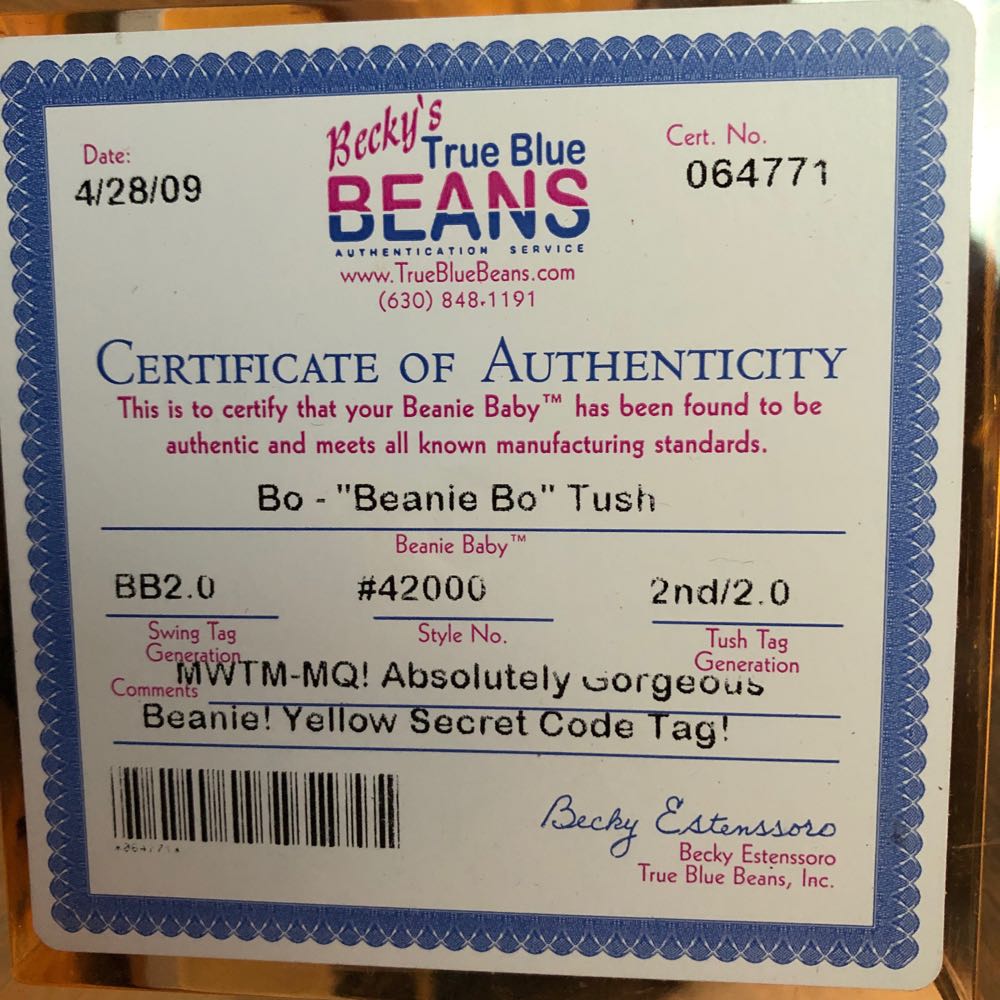 Date:
4/28/09
Becky's
True Blue
BEANS
AUTHENTICATION SERVICE
www.TrueBlueBeans.com
(630) 848-1191
Cert. No.
064771
CERTIFICATE OF AUTHENTICITY
This is to certify that your Beanie Baby™ has been found to be
authentic and meets all known manufacturing standards.
Bo - "Beanie Bo" Tush
Beanie Baby™
BB2.0 #42000 2nd/2.0
Swing Tag
Generation
Style No.
Tush Tag
Generation
Comments
MWTM-MQ! Absolutely Gorgeous
Beanie! Yellow Secret Code Tag!
*064771*
Becky Estenssoro
Becky Estenssoro
True Blue Beans, Inc.